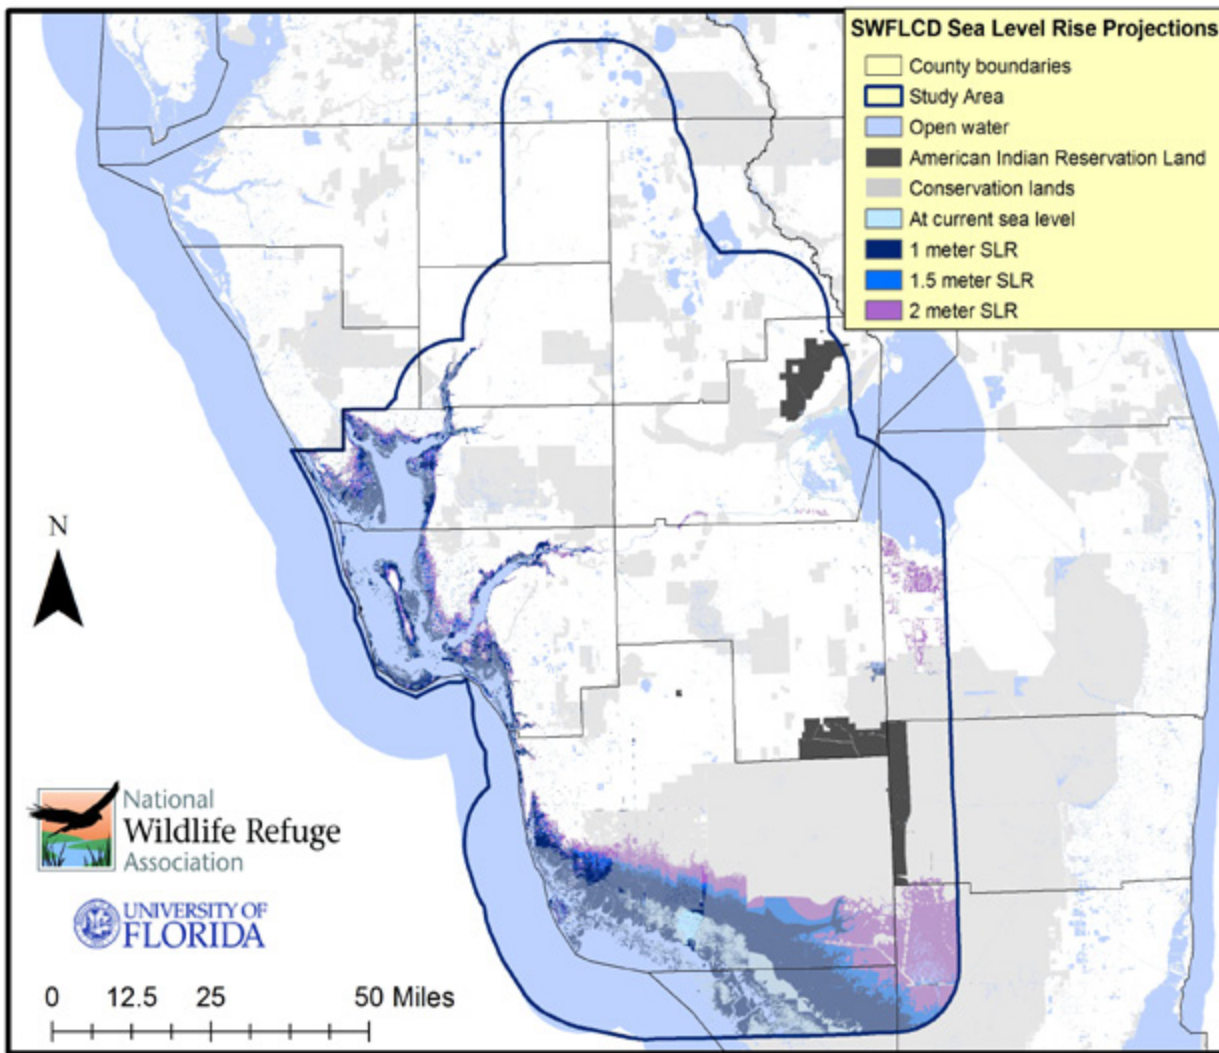 SWFLCD Sea Level Rise Projections
County boundaries
Study Area
Open water
American Indian Reservation Land
Conservation lands
At current sea level
1 meter SLR
1.5 meter SLR
2 meter SLR
N
National
Wildlife Refuge
Association
UNIVERSITY OF
FLORIDA
0 12.5 25 50 Miles